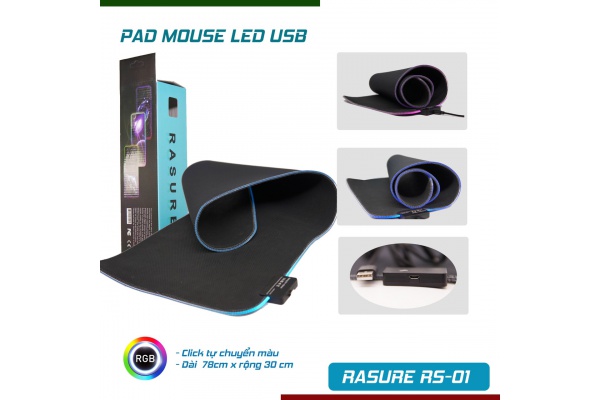 PAD MOUSE LED USB
RASURE
RGB
- Click tự chuyển màu
- Dài 78cm x rộng 30 cm
RASURE RS-01